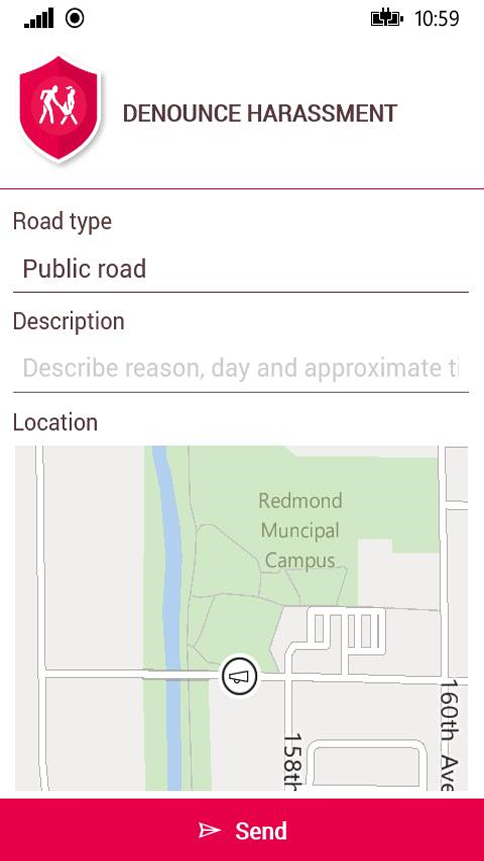 10:59
DENOUNCE HARASSMENT
Road type
Public road
Description
Describe reason, day and approximate ti
Location
Redmond
Muncipal
Campus
160th Ave
158th
Send